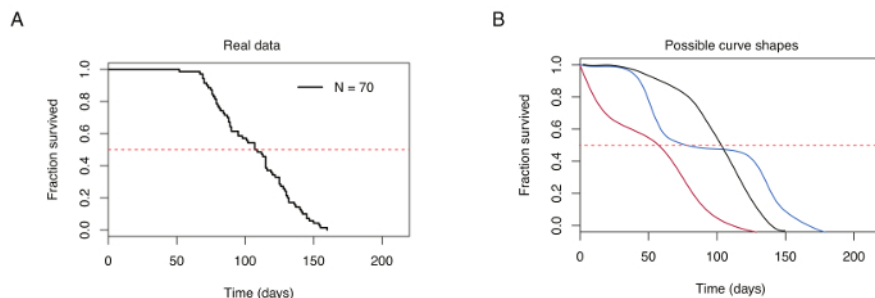 A
Real data
N = 70
Fraction survived
1.0
0.8
0.6
0.4
0.2
0.0
0
50
100
150
200
Time (days)
B
Possible curve shapes
Fraction survived
1.0
0.8
0.6
0.4
0.2
0.0
0
50
100
150
200
Time (days)